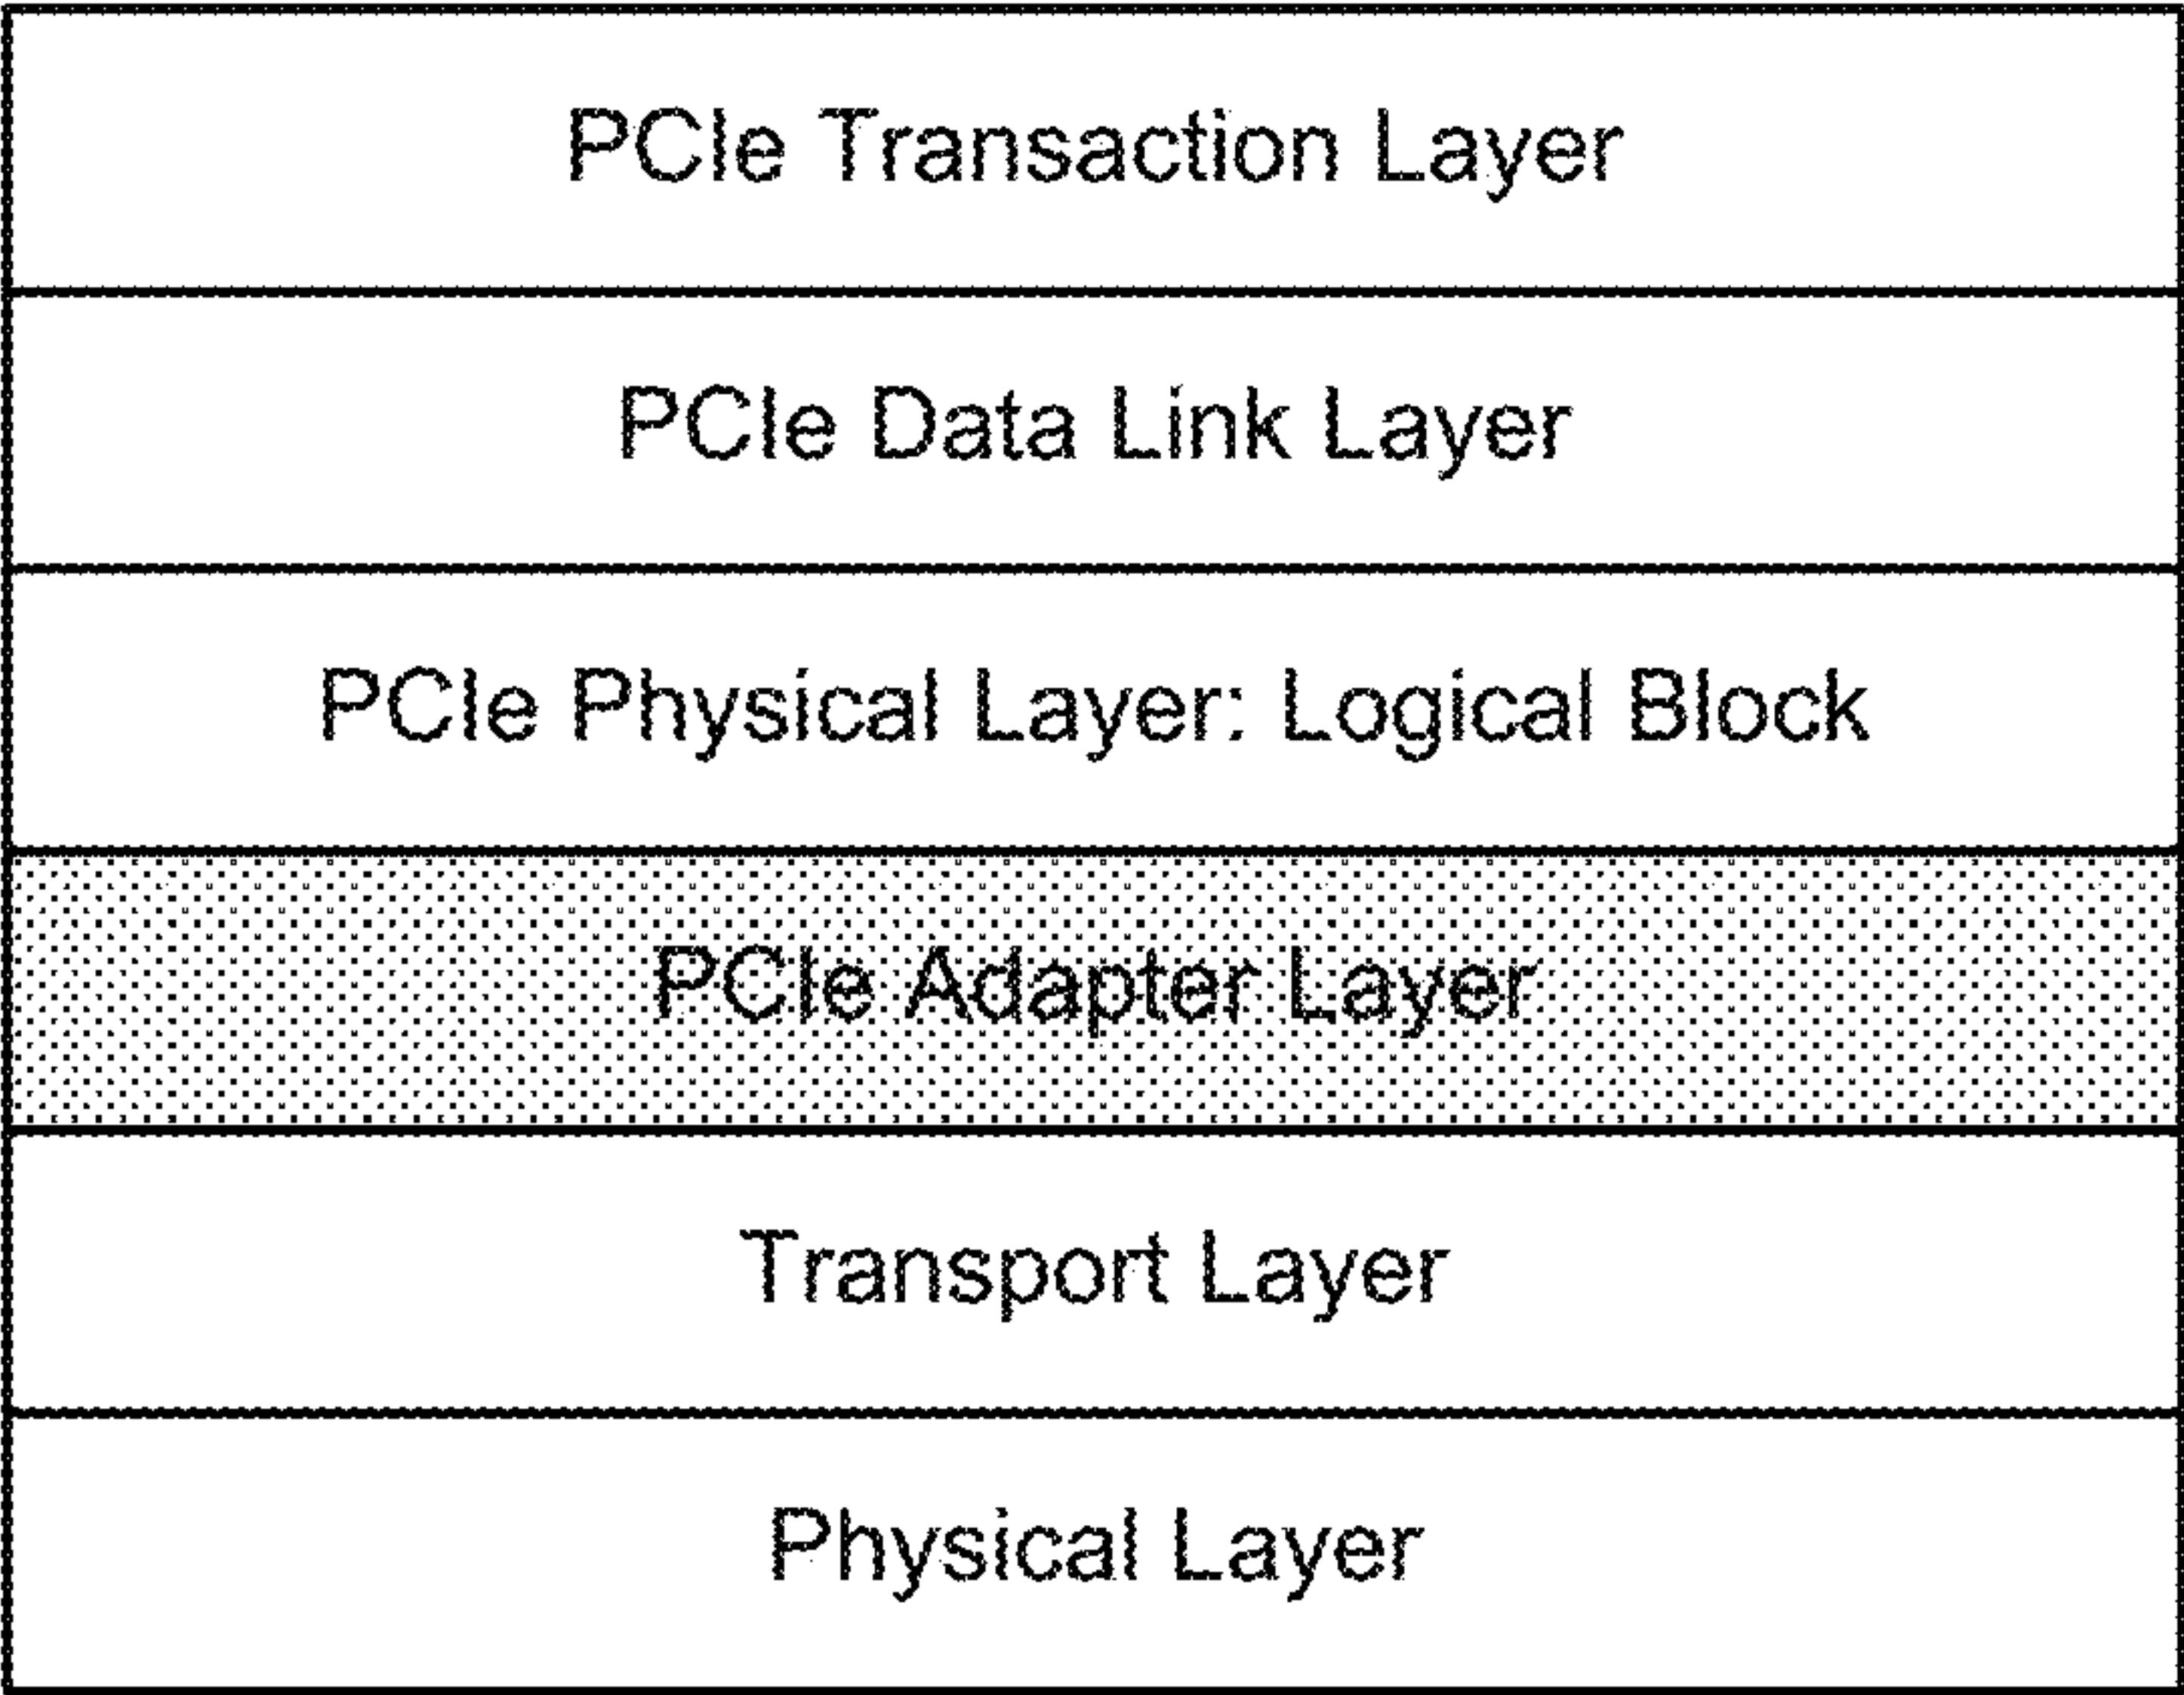 PCIe Transaction Layer
PCIe Data Link Layer
PCIe Physical Layer: Logical Block
PCIe Adapter Layer
Transport Layer
Physical Layer